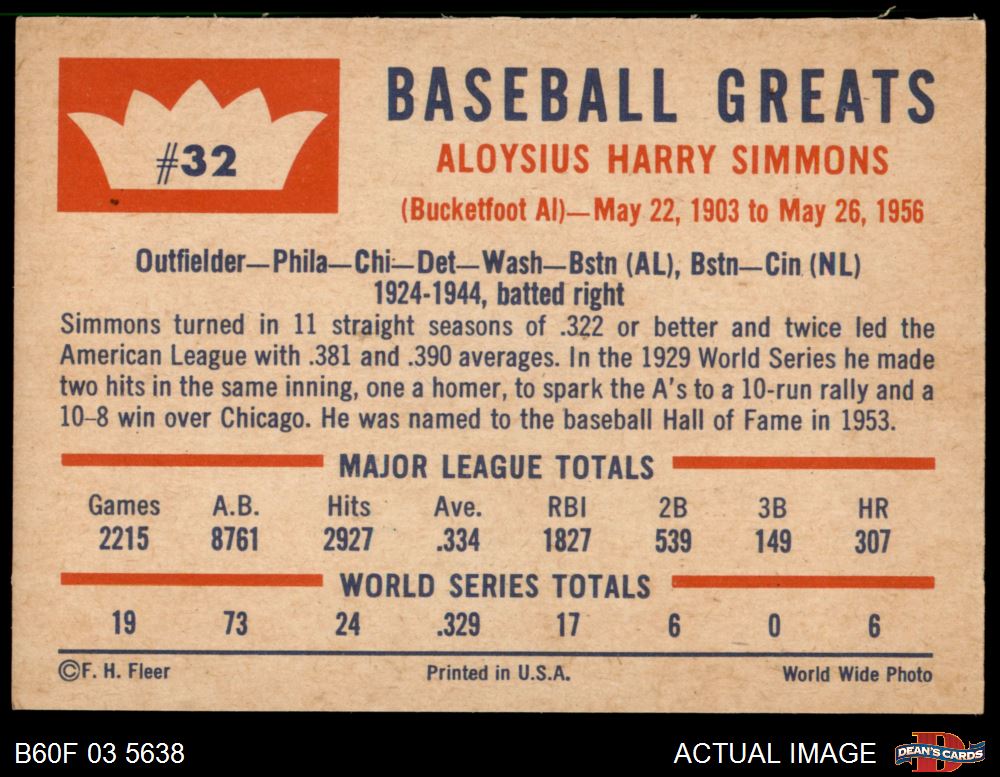 #32
BASEBALL GREATS
ALOYSIUS HARRY SIMMONS
(Bucketfoot Al)—May 22, 1903 to May 26, 1956
Outfielder—Phila—Chi—Det—Wash—Bstn (AL), Bstn—Cin (NL)
1924-1944, batted right
Simmons turned in 11 straight seasons of .322 or better and twice led the
American League with .381 and .390 averages. In the 1929 World Series he made
two hits in the same inning, one a homer, to spark the A's to a 10-run rally and a
10-8 win over Chicago. He was named to the baseball Hall of Fame in 1953.
MAJOR LEAGUE TOTALS
Games A.B. Hits Ave. RBI 2B 3B HR
2215 8761 2927 .334 1827 539 149 307
WORLD SERIES TOTALS
19 73 24 .329 17 6 0 6
©F. H. Fleer Printed in U.S.A. World Wide Photo
B60F 03 5638 ACTUAL IMAGE D DEAN'S CARDS